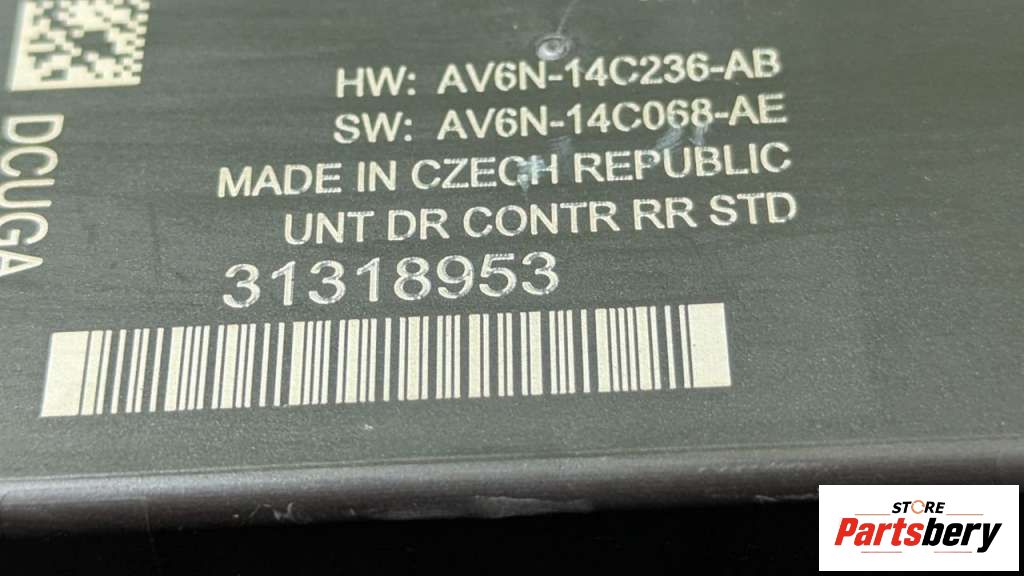 HW: AV6N-14C236-AB
SW: AV6N-14C068-AE
MADE IN CZECH REPUBLIC
UNT DR CONTR RR STD
31318953
DCUGA
STORE
Partsbery